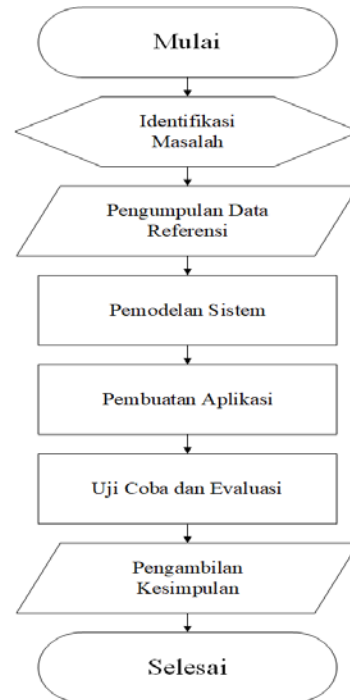 Mulai
Identifikasi
Masalah
Pengumpulan Data
Referensi
Pemodelan Sistem
Pembuatan Aplikasi
Uji Coba dan Evaluasi
Pengambilan
Kesimpulan
Selesai